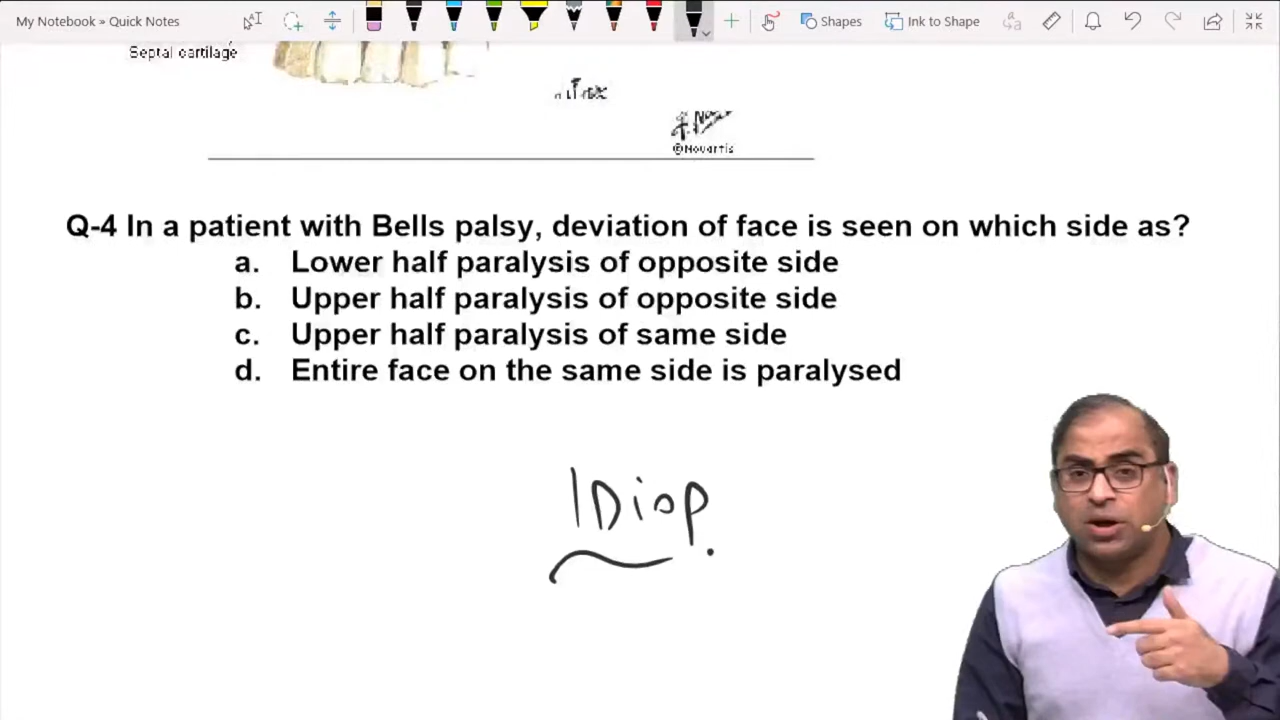 My Notebook » Quick Notes
Shapes
Ink to Shape
Septal cartilage
©Novartis
Q-4 In a patient with Bells palsy, deviation of face is seen on which side as?
a. Lower half paralysis of opposite side
b. Upper half paralysis of opposite side
c. Upper half paralysis of same side
d. Entire face on the same side is paralysed
IDiop.